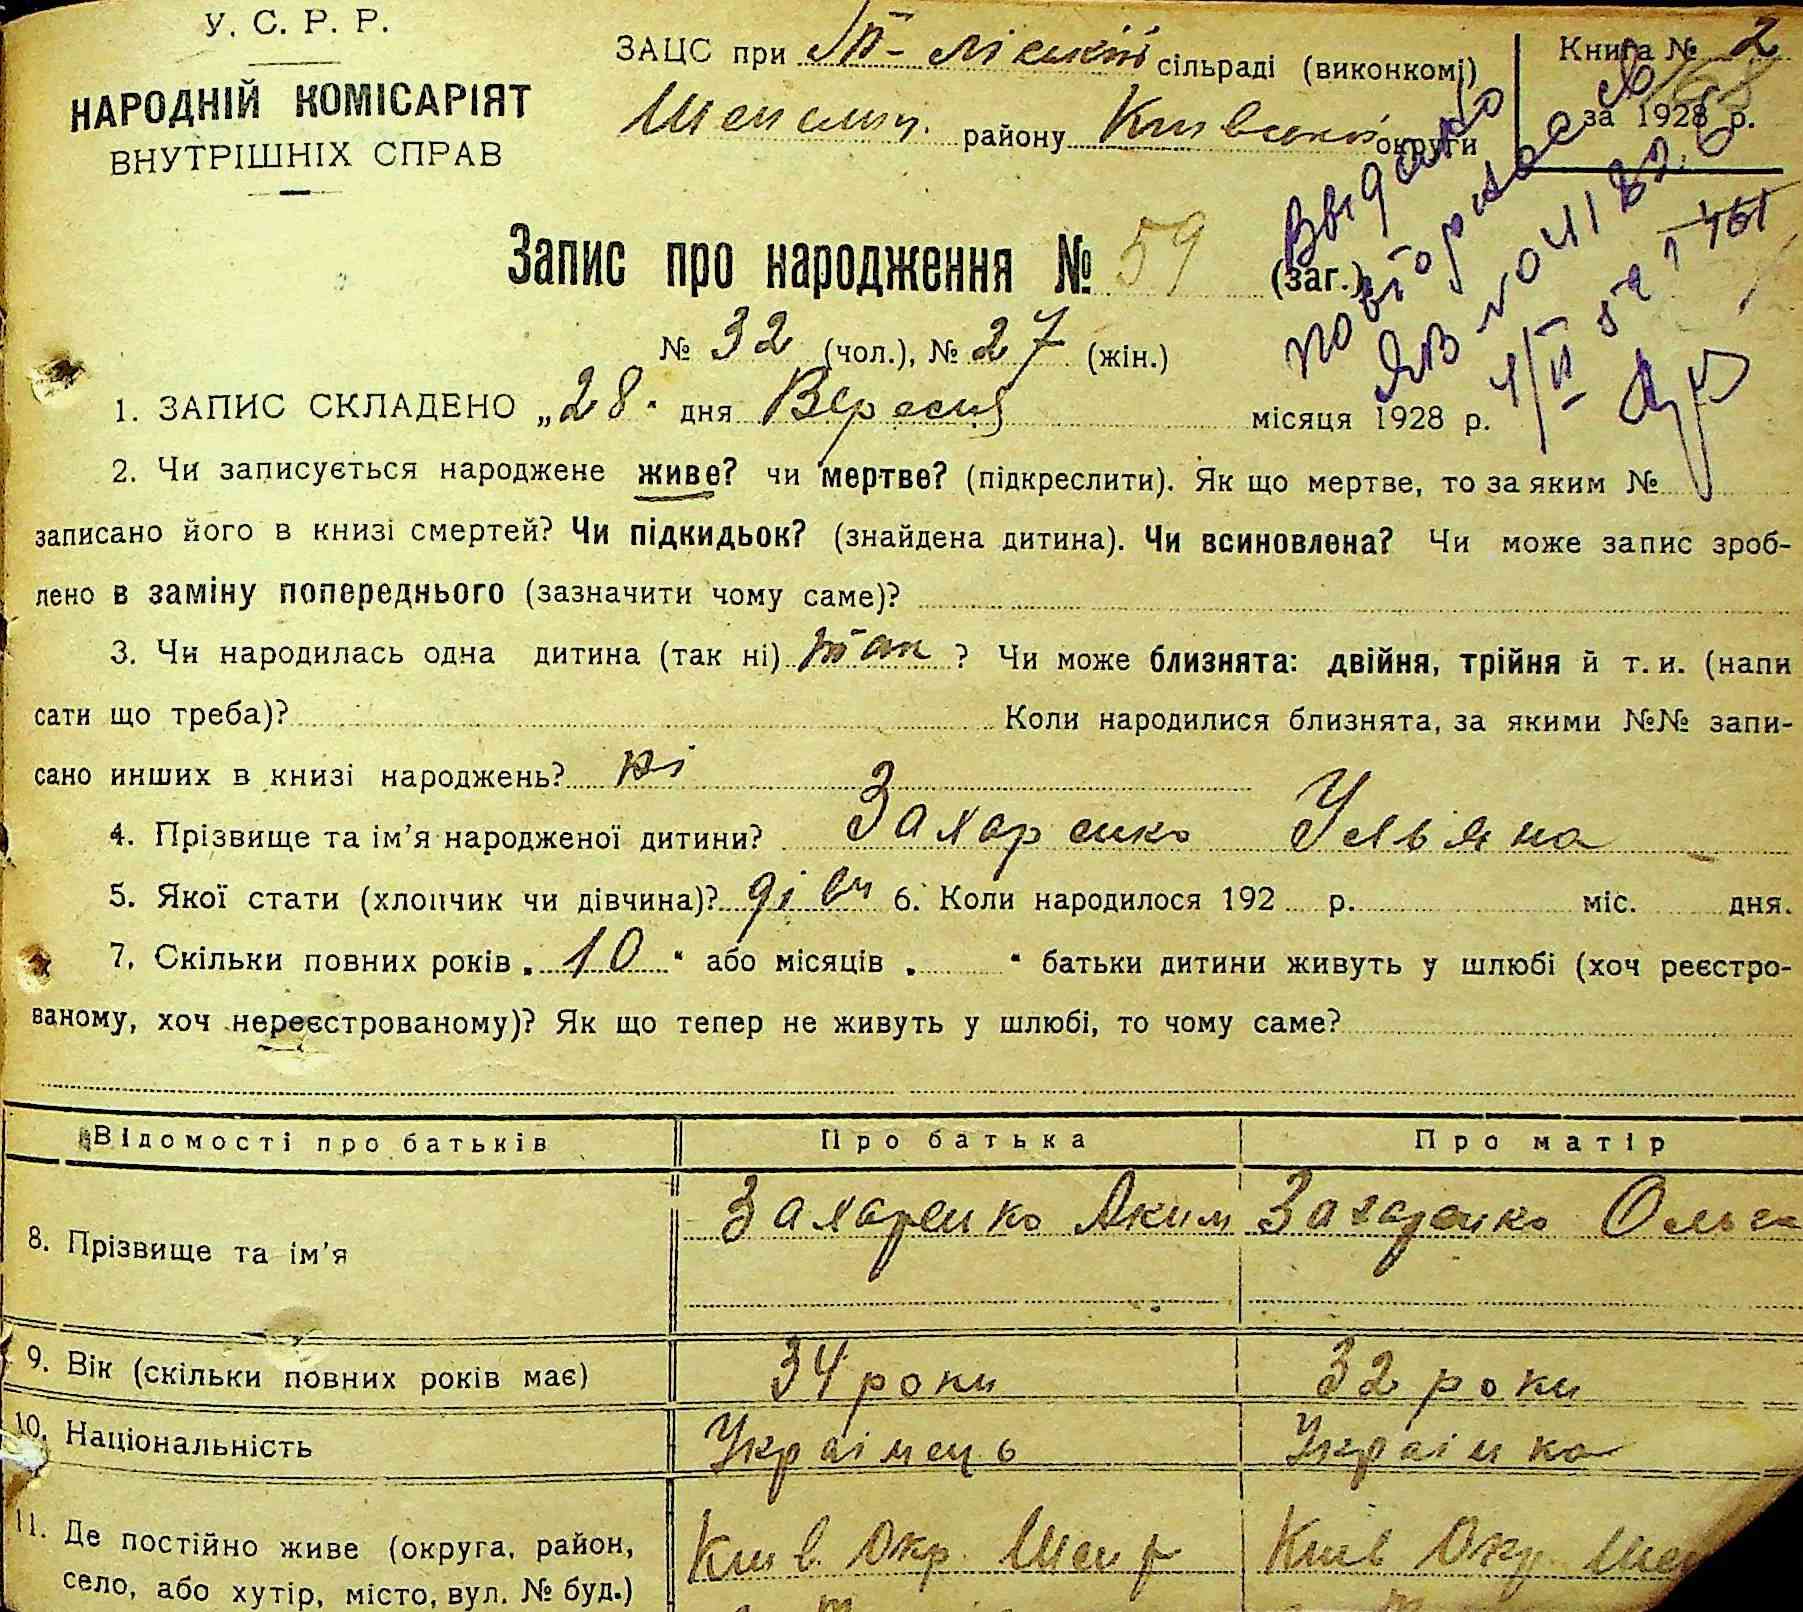 У. С. Р. Р.
НАРОДНІЙ КОМІСАРІЯТ
ВНУТРІШНІХ СПРАВ
ЗАЦС при сільраді (виконкомі)
району Київської округи
Книга № 2
за 1928 р.
Видано
повторное св
ЯВ
Запис про народження № 59 (заг.)
№ 32 (чол.), № 27 (жін.)
1. ЗАПИС СКЛАДЕНО „28" дня Вересня місяця 1928 р.
2. Чи записується народжене живе? чи мертве? (підкреслити). Як що мертве, то за яким №
записано його в книзі смертей? Чи підкидьок? (знайдена дитина). Чи всиновлена? Чи може запис зроб-
лено в заміну попереднього (зазначити чому саме)?
3. Чи народилась одна дитина (так ні) так ? Чи може близнята: двійня, трійня й т. и. (напи
сати що треба)? Коли народилися близнята, за якими №№ запи-
сано инших в книзі народжень? ні
4. Прізвище та ім'я народженої дитини? Захаренко Ульяна
5. Якої стати (хлопчик чи дівчина)? дівч 6. Коли народилося 192 р. міс. дня.
7. Скільки повних років „10" або місяців „ " батьки дитини живуть у шлюбі (хоч реєстро-
ваному, хоч нереєстрованому)? Як що тепер не живуть у шлюбі, то чому саме?
Відомості про батьків Про батька Про матір
8. Прізвище та ім'я Захаренко Аким Захаренко Ольга
9. Вік (скільки повних років має) 34 роки 32 роки
10. Національність Українець Українка
11. Де постійно живе (округа, район, Київ. Окр. Київ Окр
село, або хутір, місто, вул. № буд.)